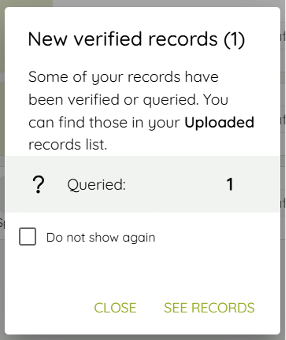 New verified records (1)
Some of your records have
been verified or queried. You
can find those in your Uploaded
records list.
? Queried: 1
Do not show again
CLOSE SEE RECORDS